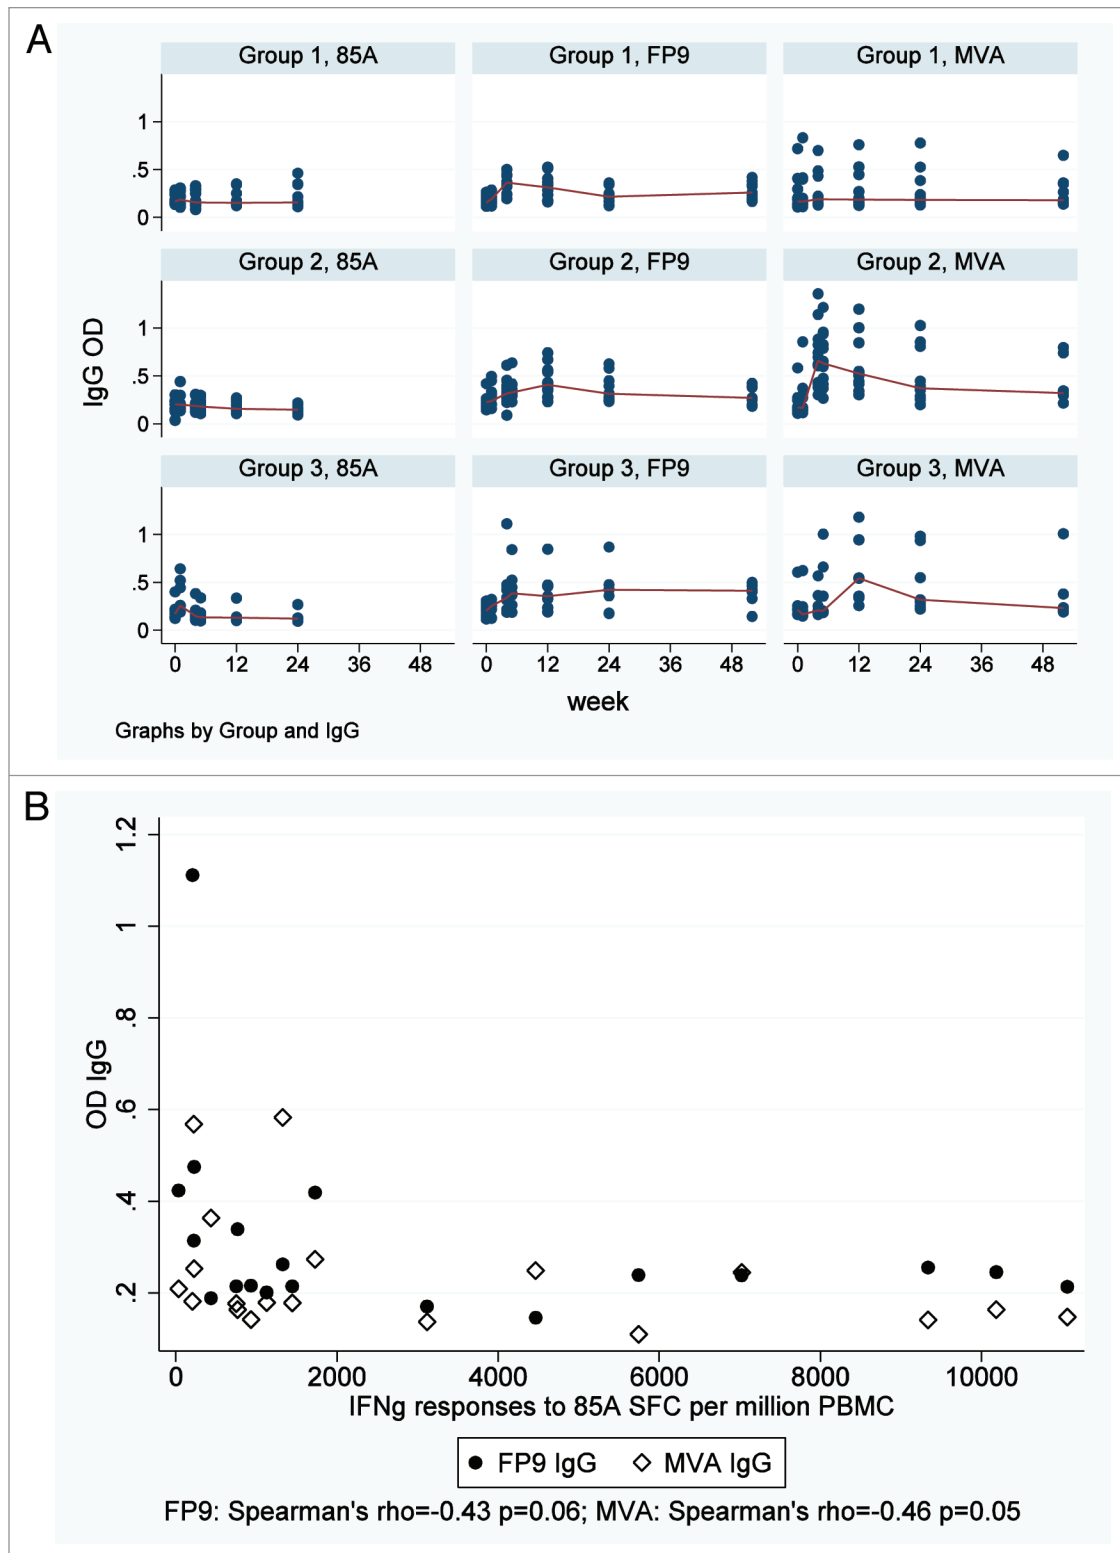 A
Group 1, 85A
Group 1, FP9
Group 1, MVA
1
.5
0
Group 2, 85A
Group 2, FP9
Group 2, MVA
1
.5
0
Group 3, 85A
Group 3, FP9
Group 3, MVA
1
.5
0
IgG OD
0 12 24 36 48
0 12 24 36 48
0 12 24 36 48
week
Graphs by Group and IgG
B
1.2
1
.8
.6
.4
.2
OD IgG
0 2000 4000 6000 8000 10000
IFNg responses to 85A SFC per million PBMC
FP9 IgG MVA IgG
FP9: Spearman's rho=-0.43 p=0.06; MVA: Spearman's rho=-0.46 p=0.05